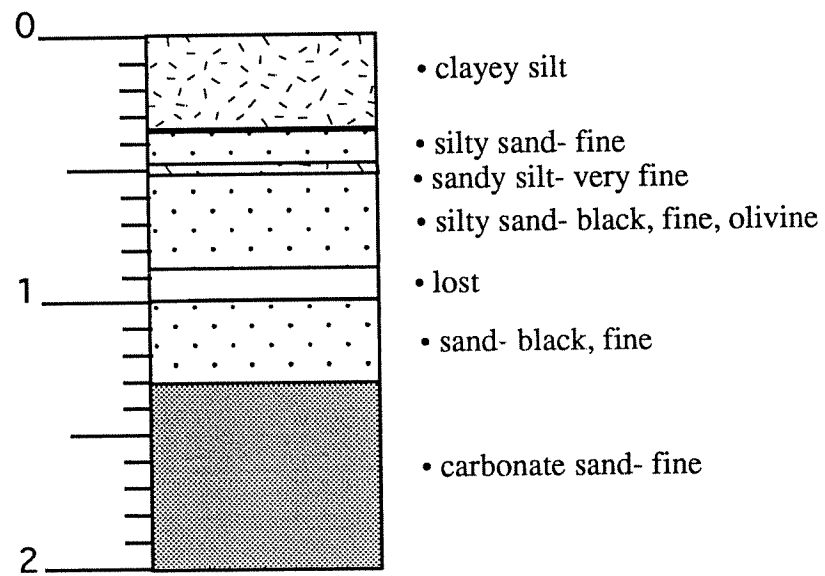 0
• clayey silt
• silty sand- fine
• sandy silt- very fine
• silty sand- black, fine, olivine
• lost
1
• sand- black, fine
• carbonate sand- fine
2